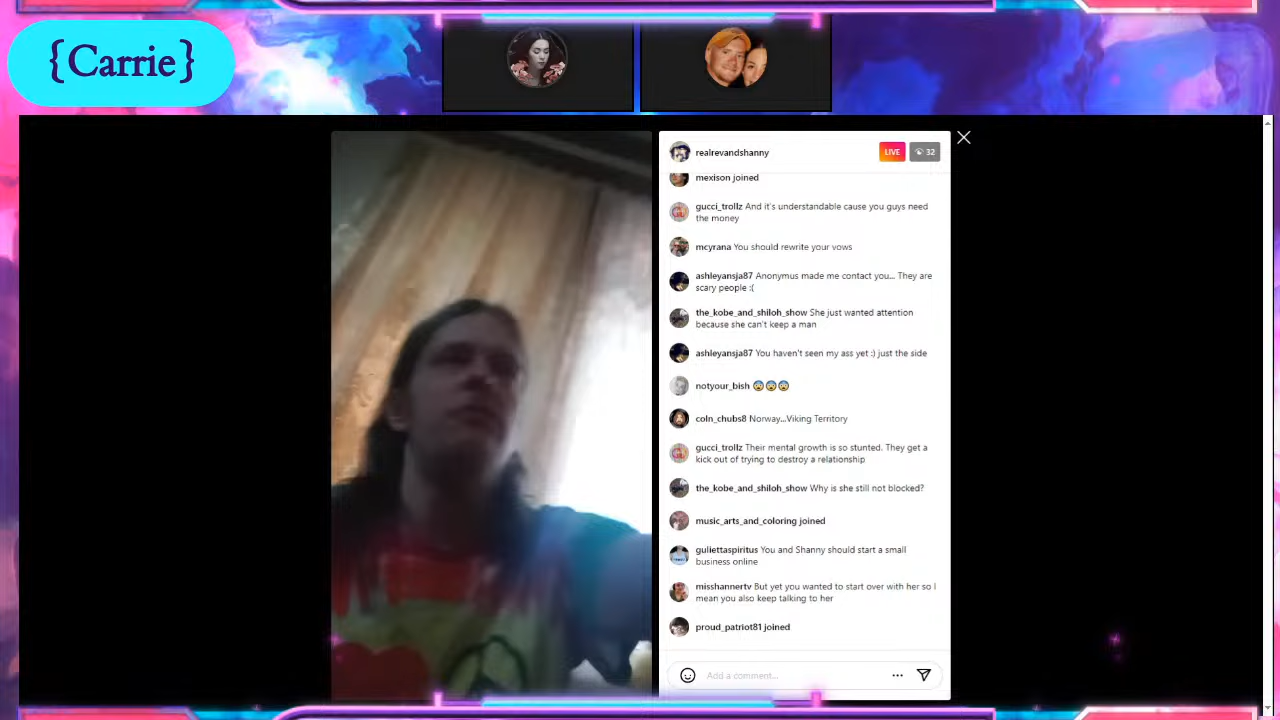 {Carrie}
realrevandshanny
LIVE
32
mexison joined
gucci_trollz And it's understandable cause you guys need
the money
mcyrana You should rewrite your vows
ashleyansja87 Anonymus made me contact you... They are
scary people :(
the_kobe_and_shiloh_show She just wanted attention
because she can't keep a man
ashleyansja87 You haven't seen my ass yet :) just the side
notyour_bish 😨😨😨
coln_chubs8 Norway...Viking Territory
gucci_trollz Their mental growth is so stunted. They get a
kick out of trying to destroy a relationship
the_kobe_and_shiloh_show Why is she still not blocked?
music_arts_and_coloring joined
guliettaspiritus You and Shanny should start a small
business online
misshannertv But yet you wanted to start over with her so I
mean you also keep talking to her
proud_patriot81 joined
Add a comment...